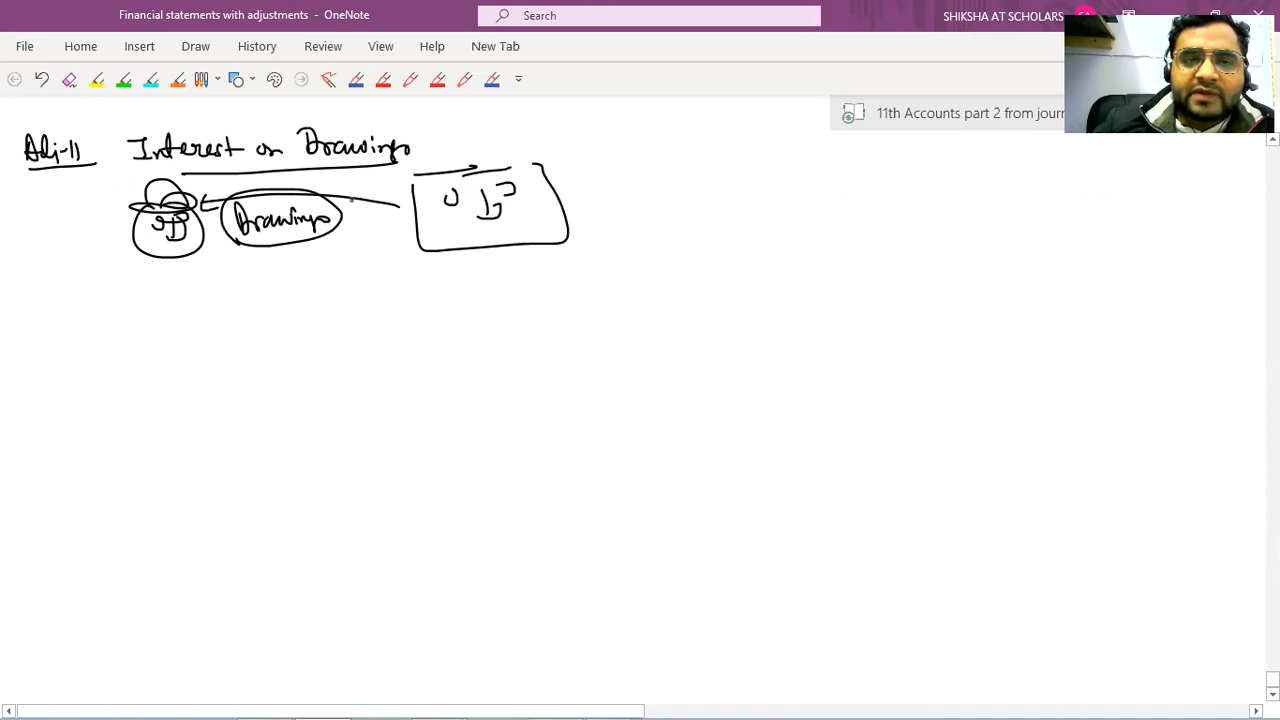 Financial statements with adjustments - OneNote
Search
SHIKSHA AT SCHOLARS
SA
File Home Insert Draw History Review View Help New Tab
11th Accounts part 2 from journ
Adj-11 Interest on Drawings
Drawings